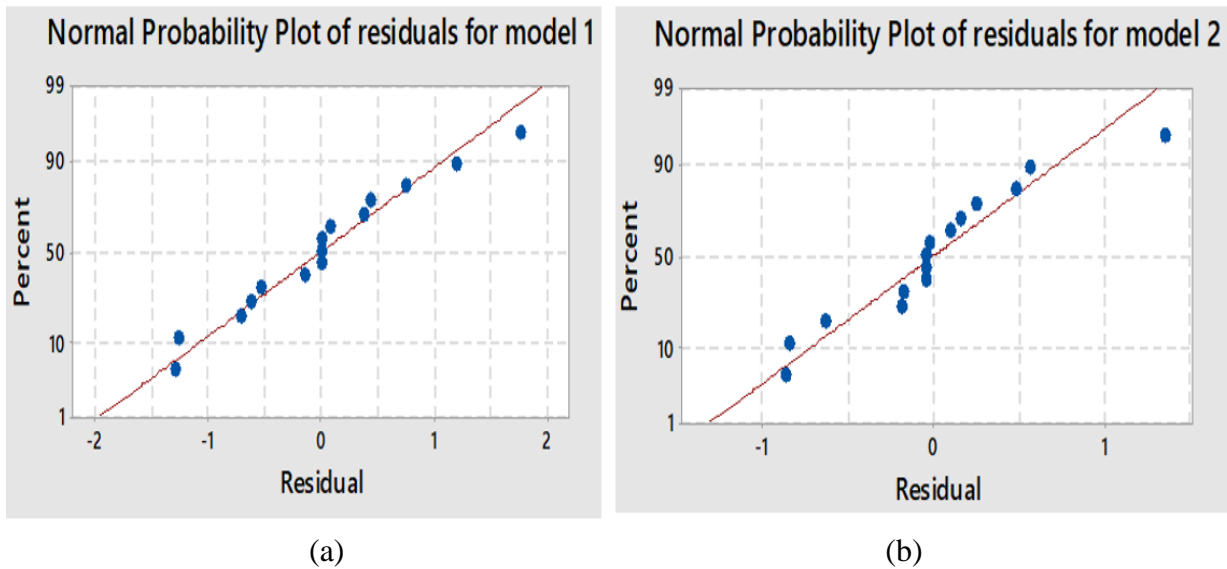 Normal Probability Plot of residuals for model 1
99
90
50
10
1
Percent
-2 -1 0 1 2
Residual
(a)
Normal Probability Plot of residuals for model 2
99
90
50
10
1
Percent
-1 0 1
Residual
(b)